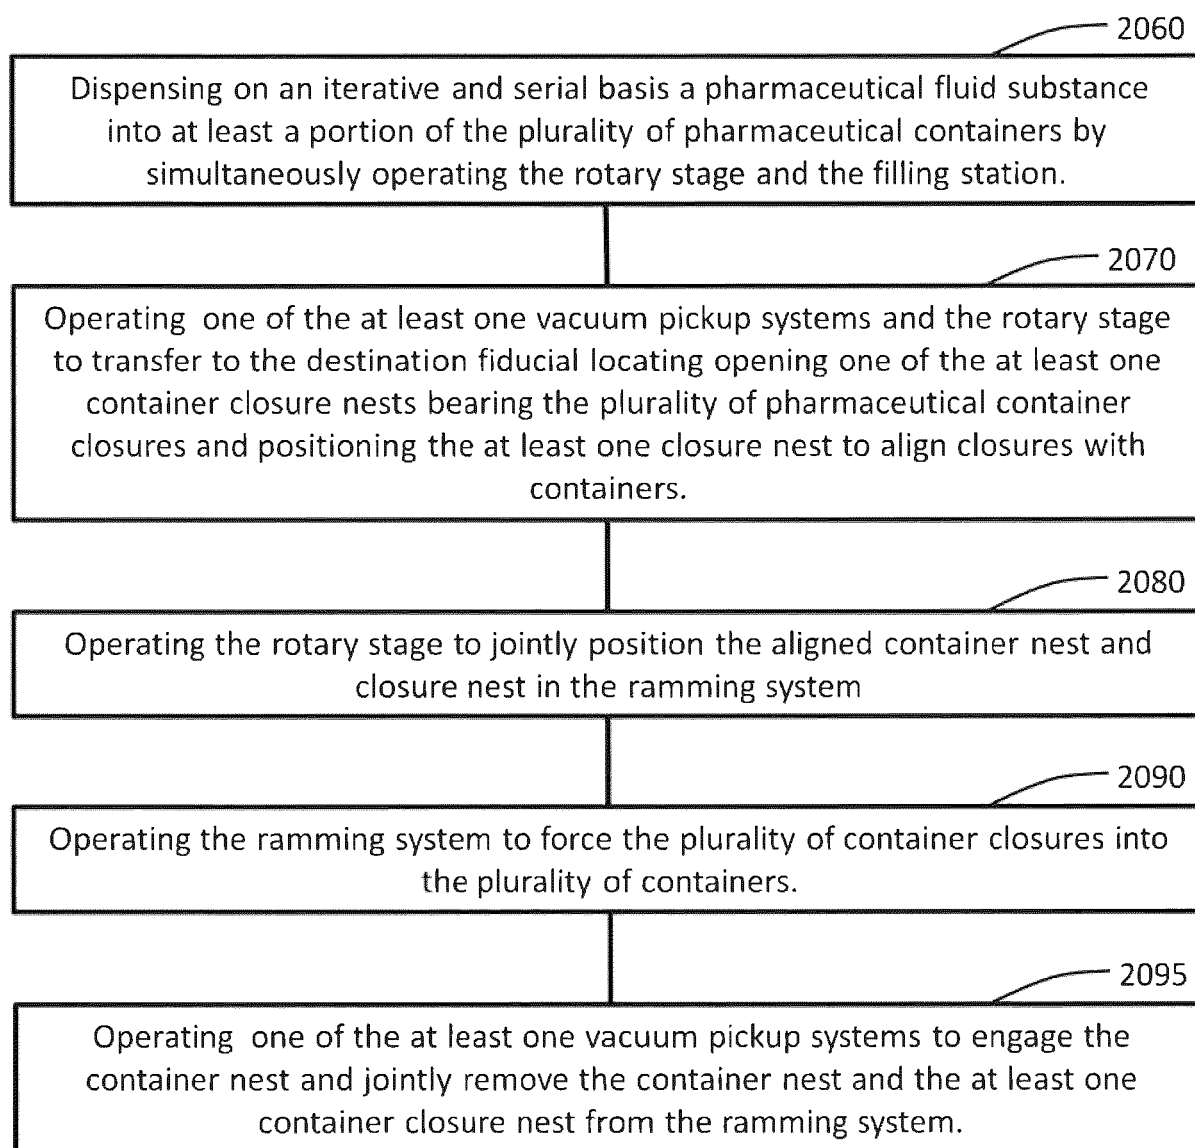 2060
Dispensing on an iterative and serial basis a pharmaceutical fluid substance
into at least a portion of the plurality of pharmaceutical containers by
simultaneously operating the rotary stage and the filling station.
2070
Operating one of the at least one vacuum pickup systems and the rotary stage
to transfer to the destination fiducial locating opening one of the at least one
container closure nests bearing the plurality of pharmaceutical container
closures and positioning the at least one closure nest to align closures with
containers.
2080
Operating the rotary stage to jointly position the aligned container nest and
closure nest in the ramming system
2090
Operating the ramming system to force the plurality of container closures into
the plurality of containers.
2095
Operating one of the at least one vacuum pickup systems to engage the
container nest and jointly remove the container nest and the at least one
container closure nest from the ramming system.